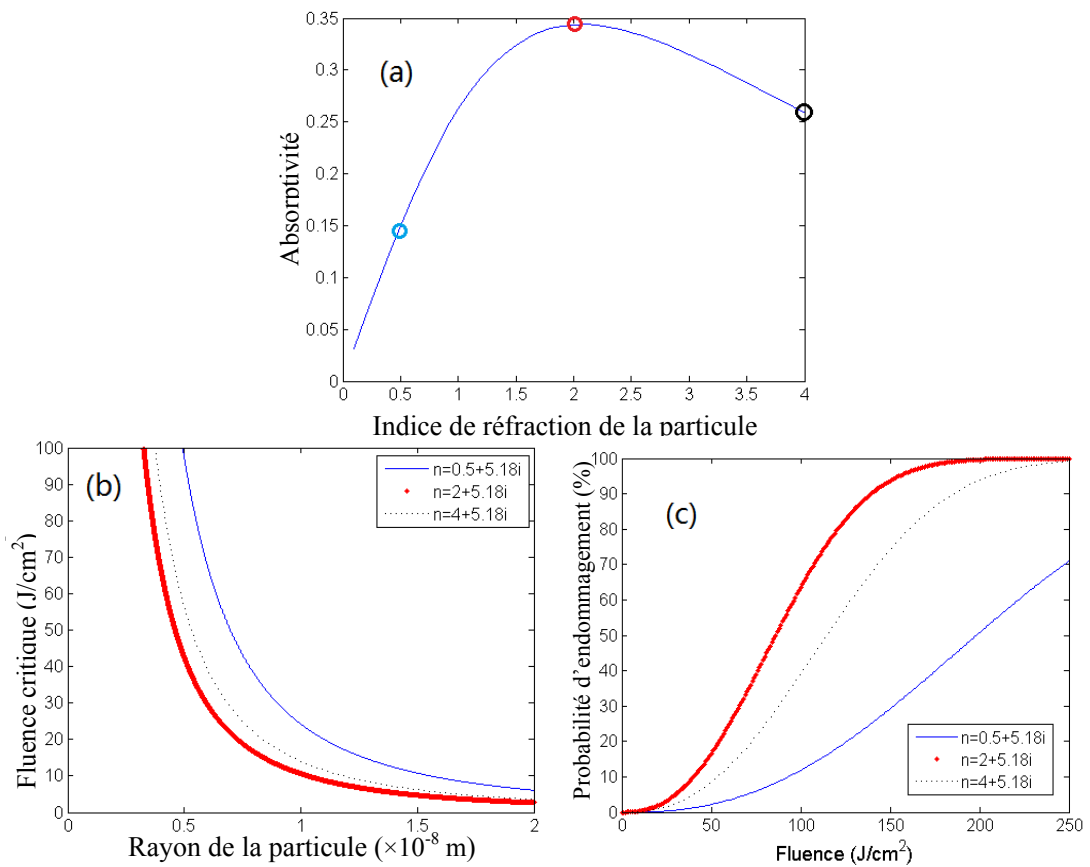 (a)
Absorptivité
0.35
0.3
0.25
0.2
0.15
0.1
0.05
0
0 0.5 1 1.5 2 2.5 3 3.5 4
Indice de réfraction de la particule
(b)
Fluence critique (J/cm²)
100
90
80
70
60
50
40
30
20
10
0
0 0.5 1 1.5 2
Rayon de la particule (×10⁻⁸ m)
n=0.5+5.18i
n=2+5.18i
n=4+5.18i
(c)
Probabilité d'endommagement (%)
100
90
80
70
60
50
40
30
20
10
0
0 50 100 150 200 250
Fluence (J/cm²)
n=0.5+5.18i
n=2+5.18i
n=4+5.18i